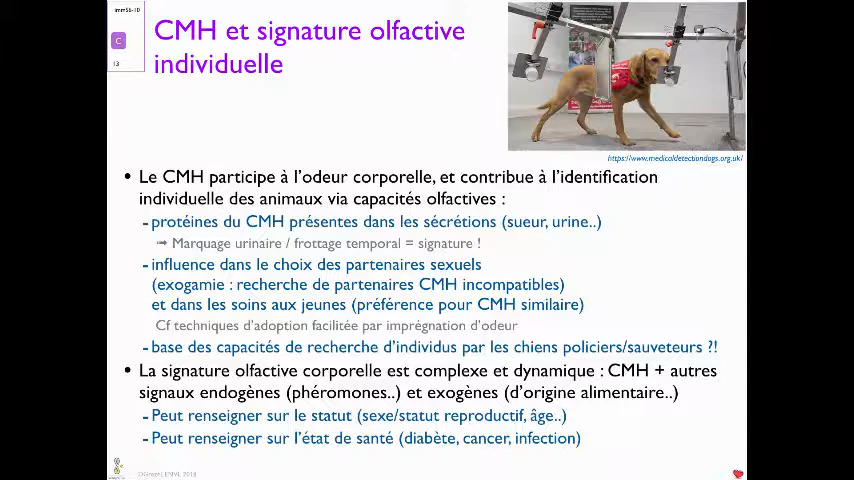 immS6-10
C
13
CMH et signature olfactive
individuelle
https://www.medicaldetectiondogs.org.uk/
• Le CMH participe à l'odeur corporelle, et contribue à l'identification
individuelle des animaux via capacités olfactives :
- protéines du CMH présentes dans les sécrétions (sueur, urine..)
➟ Marquage urinaire / frottage temporal = signature !
- influence dans le choix des partenaires sexuels
(exogamie : recherche de partenaires CMH incompatibles)
et dans les soins aux jeunes (préférence pour CMH similaire)
Cf techniques d'adoption facilitée par imprégnation d'odeur
- base des capacités de recherche d'individus par les chiens policiers/sauveteurs ?!
• La signature olfactive corporelle est complexe et dynamique : CMH + autres
signaux endogènes (phéromones..) et exogènes (d'origine alimentaire..)
- Peut renseigner sur le statut (sexe/statut reproductif, âge..)
- Peut renseigner sur l'état de santé (diabète, cancer, infection)